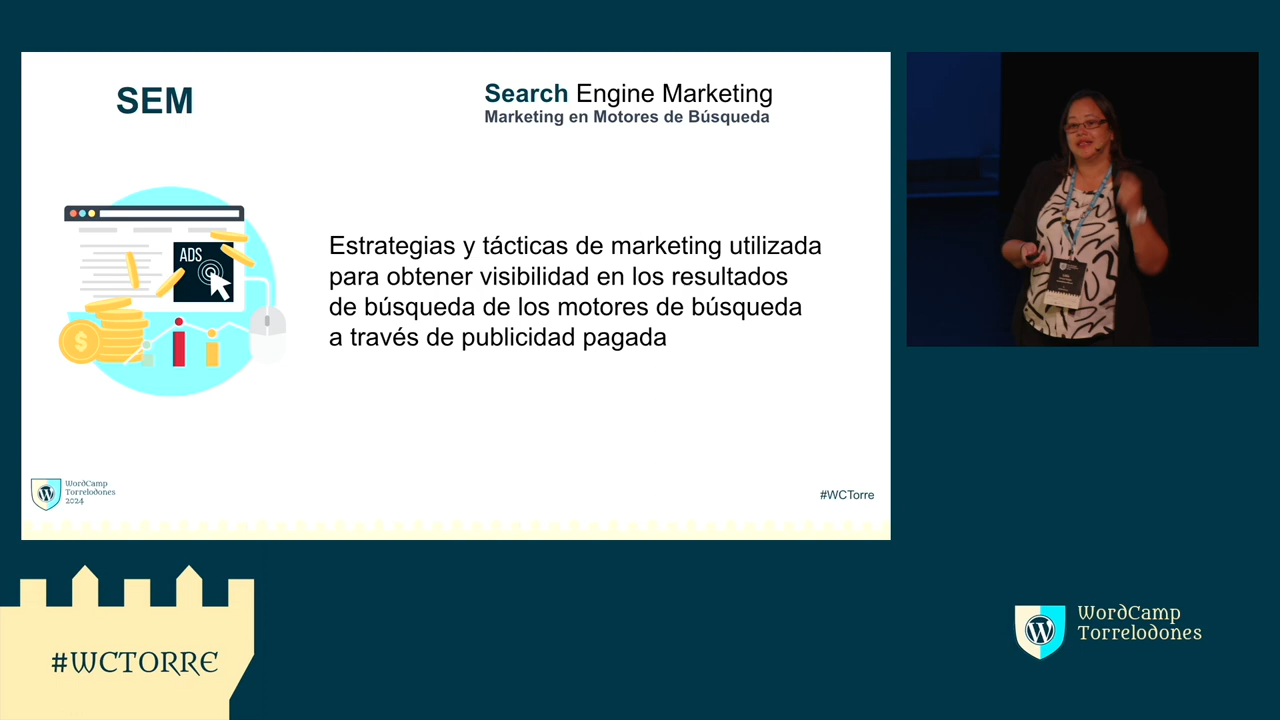 SEM
Search Engine Marketing
Marketing en Motores de Búsqueda
ADS
$
Estrategias y tácticas de marketing utilizada
para obtener visibilidad en los resultados
de búsqueda de los motores de búsqueda
a través de publicidad pagada
WordCamp
Torrelodones
2024
#WCTorre
#WCTORRE
WordCamp
Torrelodones